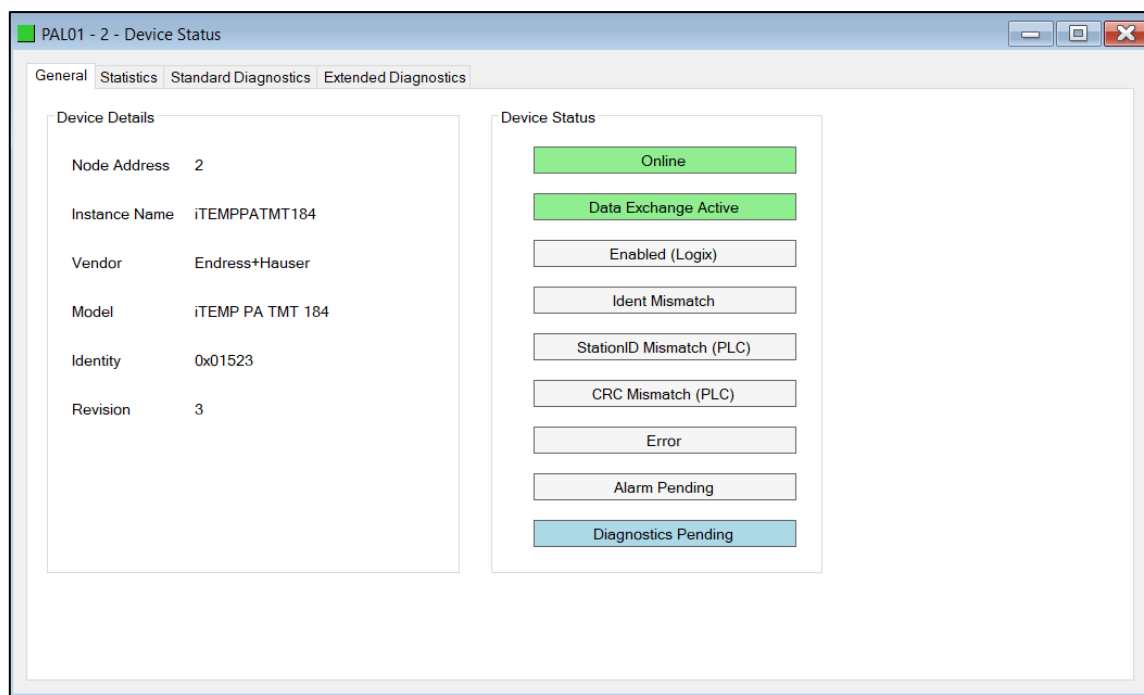 PAL01 - 2 - Device Status
General Statistics Standard Diagnostics Extended Diagnostics
Device Details
Node Address 2
Instance Name iTEMPPATMT184
Vendor Endress+Hauser
Model iTEMP PA TMT 184
Identity 0x01523
Revision 3
Device Status
Online
Data Exchange Active
Enabled (Logix)
Ident Mismatch
StationID Mismatch (PLC)
CRC Mismatch (PLC)
Error
Alarm Pending
Diagnostics Pending